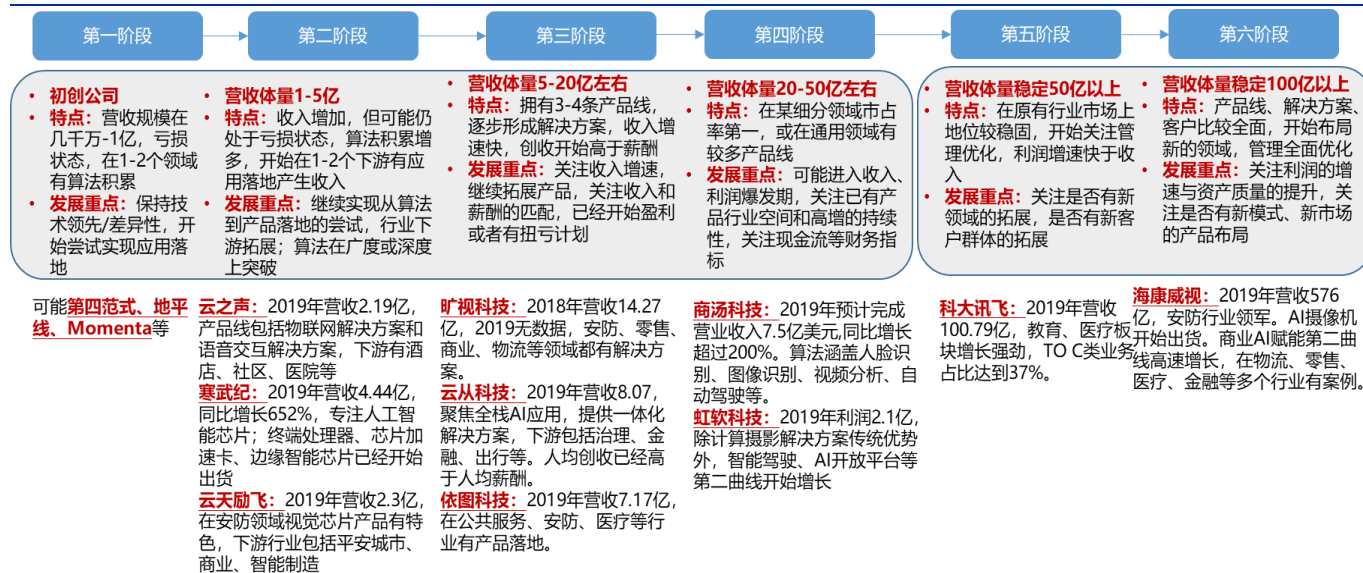 第一阶段
第二阶段
第三阶段
第四阶段
第五阶段
第六阶段
• 初创公司
• 特点：营收规模在
几千万-1亿，亏损
状态，在1-2个领域
有算法积累
• 发展重点：保持技
术领先/差异性，开
始尝试实现应用落
地
• 营收体量1-5亿
• 特点：收入增加，但可能仍
处于亏损状态，算法积累增
多，开始在1-2个下游有应
用落地产生收入
• 发展重点：继续实现从算法
到产品落地的尝试，行业下
游拓展；算法在广度或深度
上突破
• 营收体量5-20亿左右
• 特点：拥有3-4条产品线，
逐步形成解决方案，收入增
速快，创收开始高于薪酬
• 发展重点：关注收入增速，
继续拓展产品，关注收入和
薪酬的匹配，已经开始盈利
或者有扭亏计划
• 营收体量20-50亿左右
• 特点：在某细分领域市占
率第一，或在通用领域有
较多产品线
• 发展重点：可能进入收入、
利润爆发期，关注已有产
品行业空间和高增的持续
性，关注现金流等财务指
标
• 营收体量稳定50亿以上
• 特点：在原有行业市场上
地位较稳固，开始关注管
理优化，利润增速快于收
入
• 发展重点：关注是否有新
领域的拓展，是否有新客
户群体的拓展
• 营收体量稳定100亿以上
• 特点：产品线、解决方案、
客户比较全面，开始布局
新的领域，管理全面优化
• 发展重点：关注利润的增
速与资产质量的提升，关
注是否有新模式、新市场
的产品布局
可能第四范式、地平
线、Momenta等
云之声：2019年营收2.19亿，
产品线包括物联网解决方案和
语音交互解决方案，下游有酒
店、社区、医院等
寒武纪：2019年营收4.44亿，
同比增长652%，专注人工智
能芯片；终端处理器、芯片加
速卡、边缘智能芯片已经开始
出货
云天励飞：2019年营收2.3亿，
在安防领域视觉芯片产品有特
色，下游行业包括平安城市、
商业、智能制造
旷视科技：2018年营收14.27
亿，2019无数据，安防、零售、
商业、物流等领域都有解决方
案。
云从科技：2019年营收8.07，
聚焦全栈AI应用，提供一体化
解决方案，下游包括治理、金
融、出行等。人均创收已经高
于人均薪酬。
依图科技：2019年营收7.17亿，
在公共服务、安防、医疗等行
业有产品落地。
商汤科技：2019年预计完成
营业收入7.5亿美元,同比增长
超过200%。算法涵盖人脸识
别、图像识别、视频分析、自
动驾驶等。
虹软科技：2019年利润2.1亿，
除计算摄影解决方案传统优势
外，智能驾驶、AI开放平台等
第二曲线开始增长
科大讯飞：2019年营收
100.79亿，教育、医疗板
块增长强劲，TO C类业务
占比达到37%。
海康威视：2019年营收576
亿，安防行业领军。AI摄像机
开始出货。商业AI赋能第二曲
线高速增长，在物流、零售、
医疗、金融等多个行业有案例。